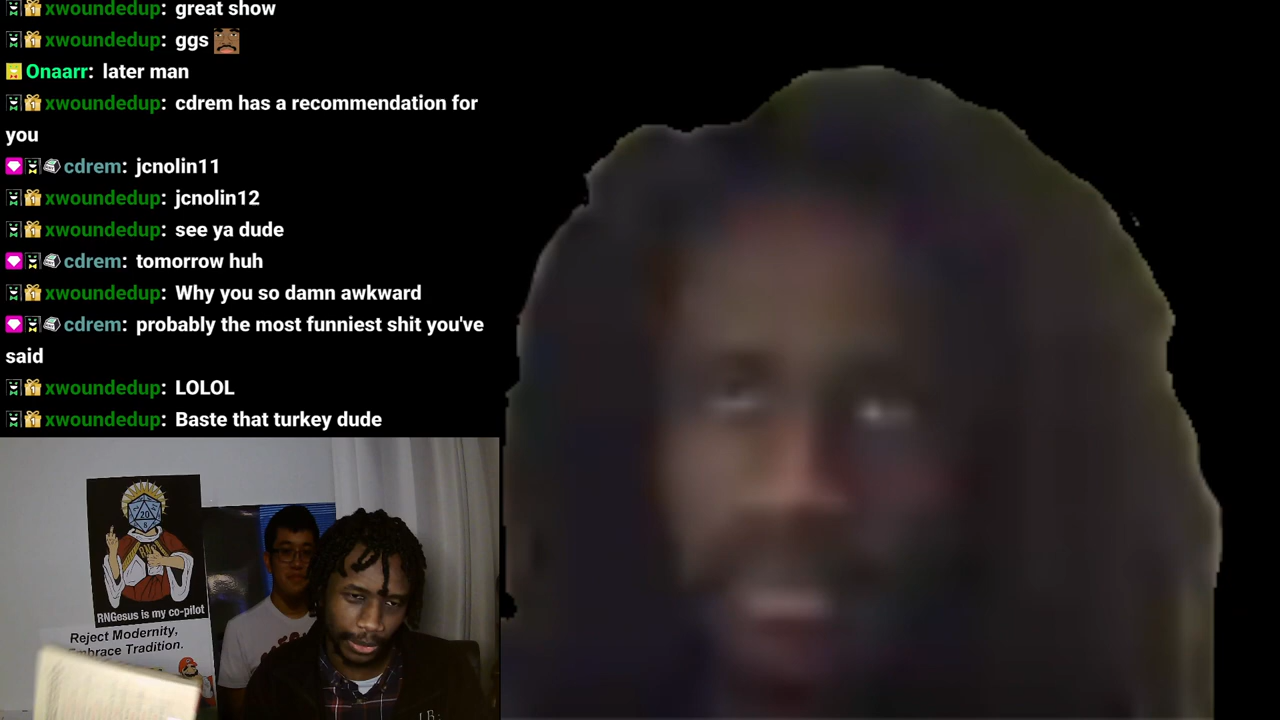 xwoundedup: great show
xwoundedup: ggs
Onaarr: later man
xwoundedup: cdrem has a recommendation for
you
cdrem: jcnolin11
xwoundedup: jcnolin12
xwoundedup: see ya dude
cdrem: tomorrow huh
xwoundedup: Why you so damn awkward
cdrem: probably the most funniest shit you've
said
xwoundedup: LOLOL
xwoundedup: Baste that turkey dude
20
8
RNGesus is my co-pilot
Reject Modernity,
Embrace Tradition.